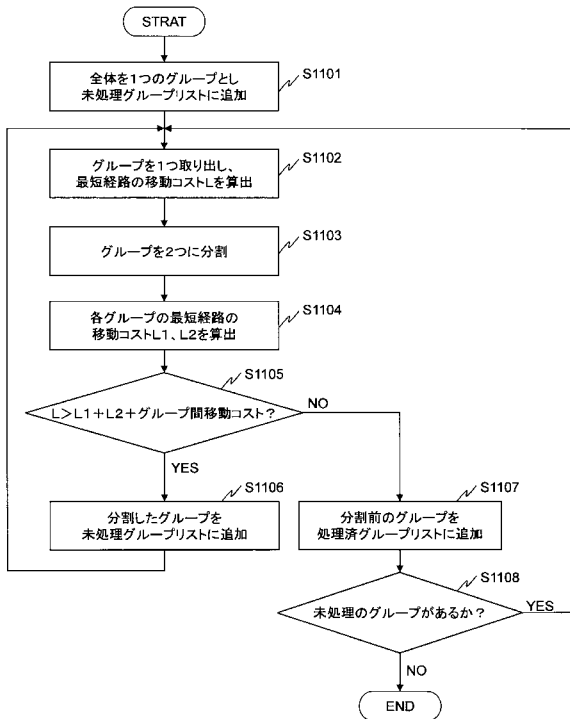 STRAT
全体を1つのグループとし
未処理グループリストに追加
S1101
グループを1つ取り出し、
最短経路の移動コストLを算出
S1102
グループを2つに分割
S1103
各グループの最短経路の
移動コストL1、L2を算出
S1104
S1105
L>L1+L2+グループ間移動コスト?
NO
YES
S1106
分割したグループを
未処理グループリストに追加
S1107
分割前のグループを
処理済グループリストに追加
S1108
未処理のグループがあるか?
YES
NO
END